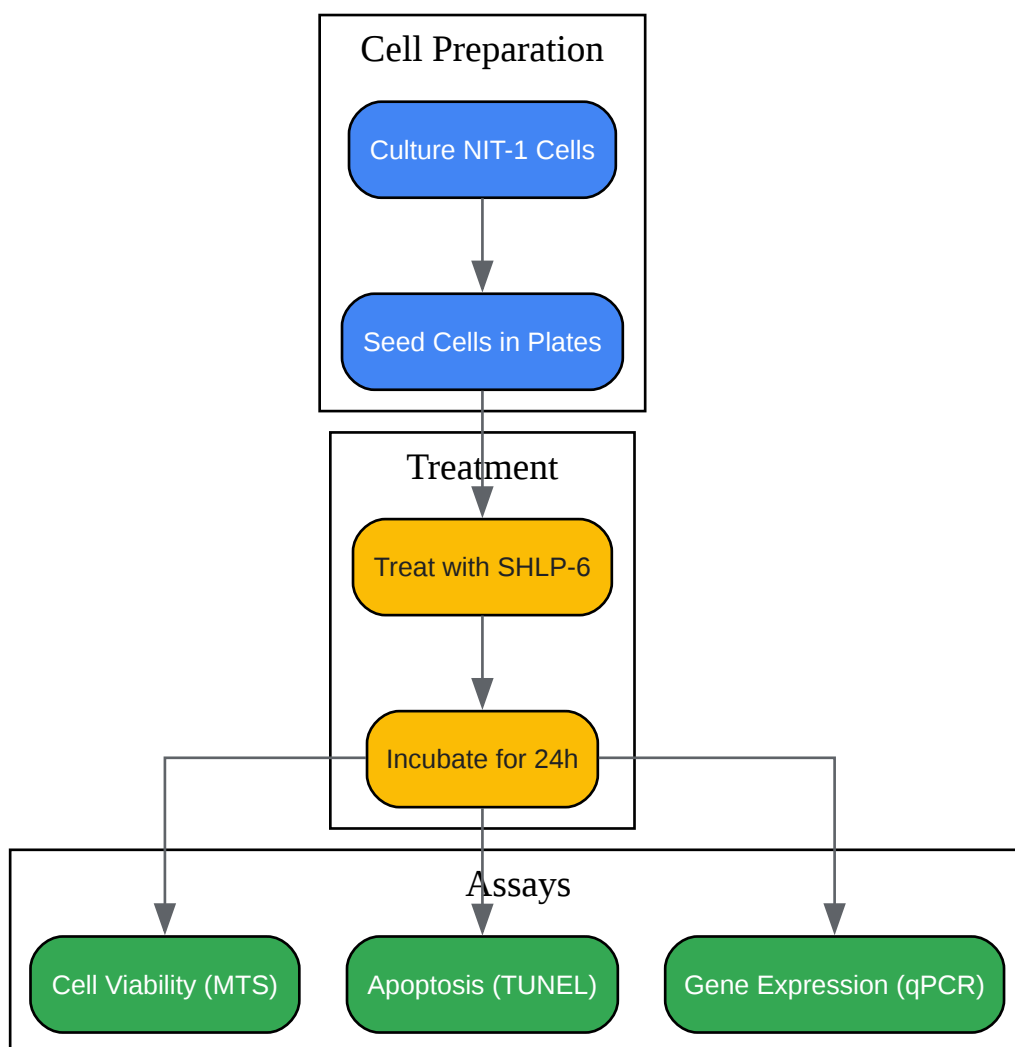 Cell Preparation
Culture NIT-1 Cells
Seed Cells in Plates
Treatment
Treat with SHLP-6
Incubate for 24h
Assays
Cell Viability (MTS)
Apoptosis (TUNEL)
Gene Expression (qPCR)